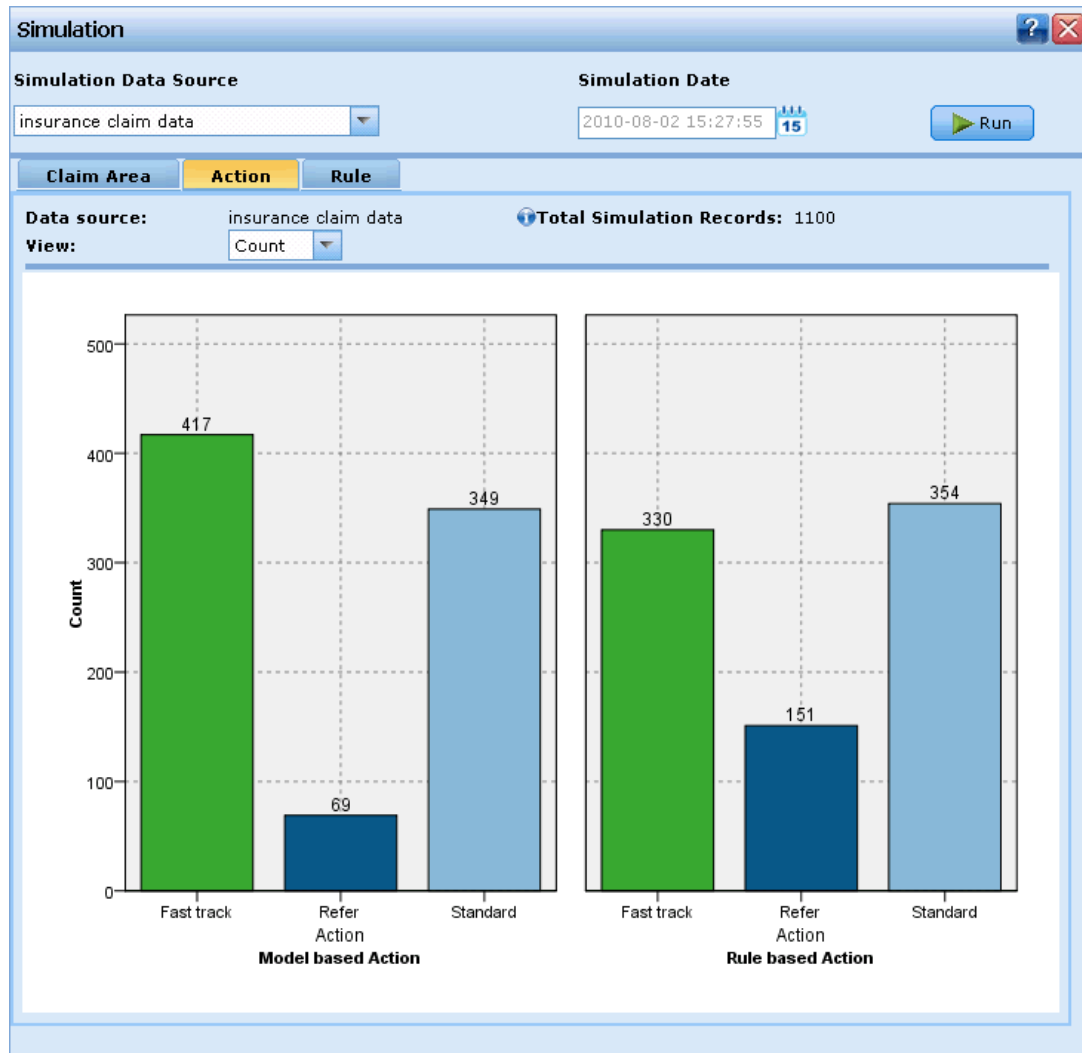 Simulation
?
Simulation Data Source Simulation Date
insurance claim data 2010-08-02 15:27:55 15 Run
Claim Area Action Rule
Data source: insurance claim data Total Simulation Records: 1100
View: Count
Count
500
400
300
200
100
0
417
69
349
Fast track Refer Standard
Action
Model based Action
330
151
354
Fast track Refer Standard
Action
Rule based Action